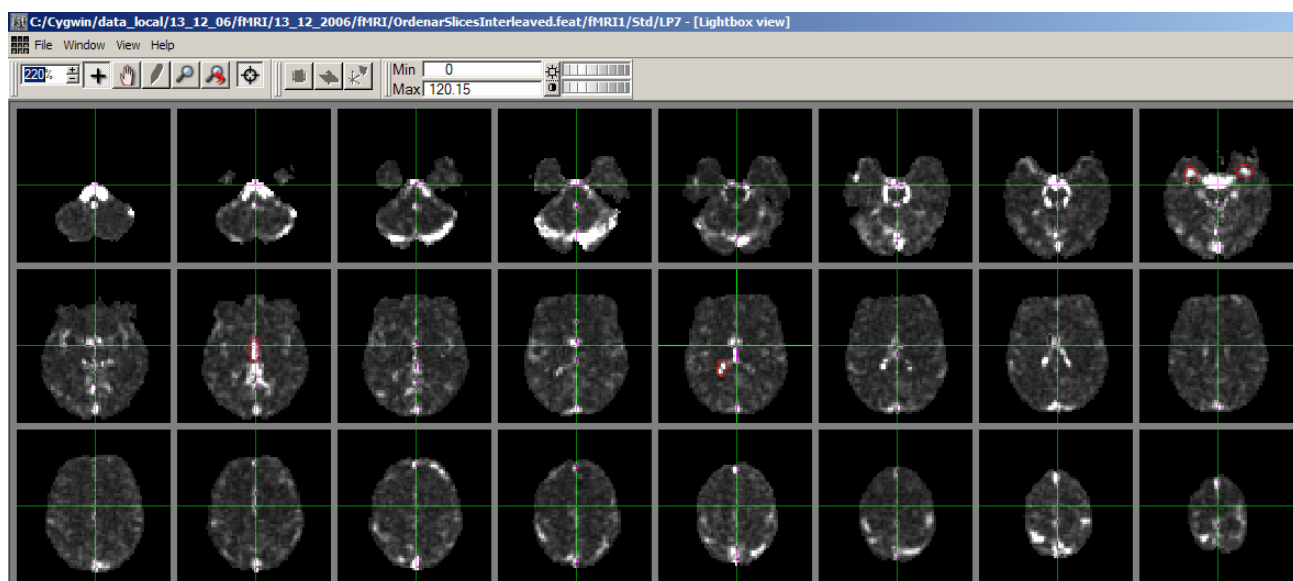 C:/Cygwin/data_local/13_12_06/fMRI/13_12_2006/fMRI/OrdenarSlicesInterleaved.feat/fMRI1/Std/LP7 - [Lightbox view]
File Window View Help
220%
Min 0
Max 120.15